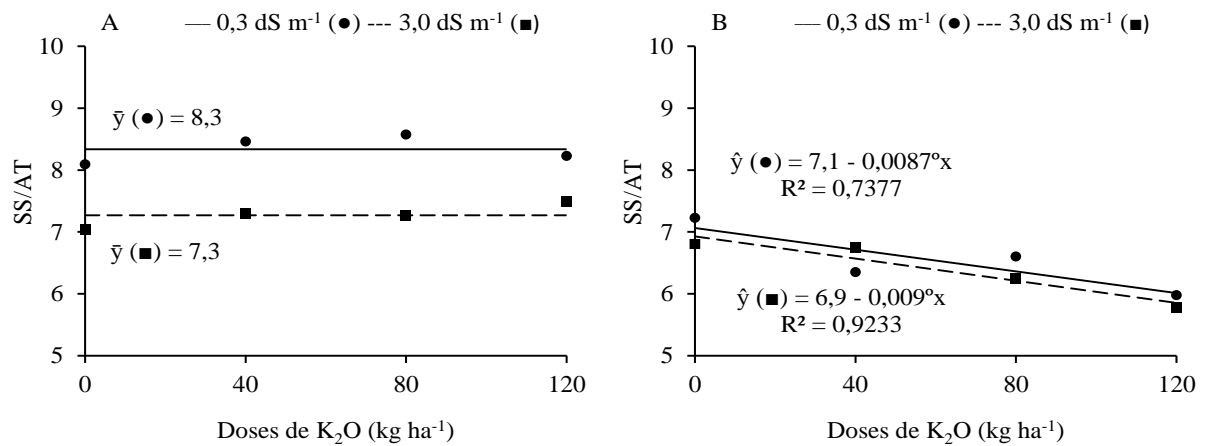 A — 0,3 dS m⁻¹ (●) --- 3,0 dS m⁻¹ (■)
10
9
8
7
6
5
SS/AT
ȳ (●) = 8,3
ȳ (■) = 7,3
0 40 80 120
Doses de K₂O (kg ha⁻¹)
B — 0,3 dS m⁻¹ (●) --- 3,0 dS m⁻¹ (■)
10
9
8
7
6
5
SS/AT
ŷ (●) = 7,1 - 0,0087ºx
R² = 0,7377
ŷ (■) = 6,9 - 0,009ºx
R² = 0,9233
0 40 80 120
Doses de K₂O (kg ha⁻¹)